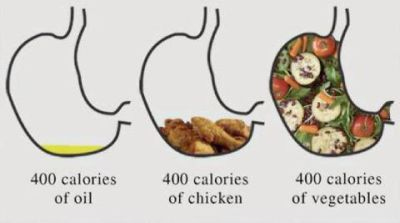 400 calories
of oil
400 calories
of chicken
400 calories
of vegetables